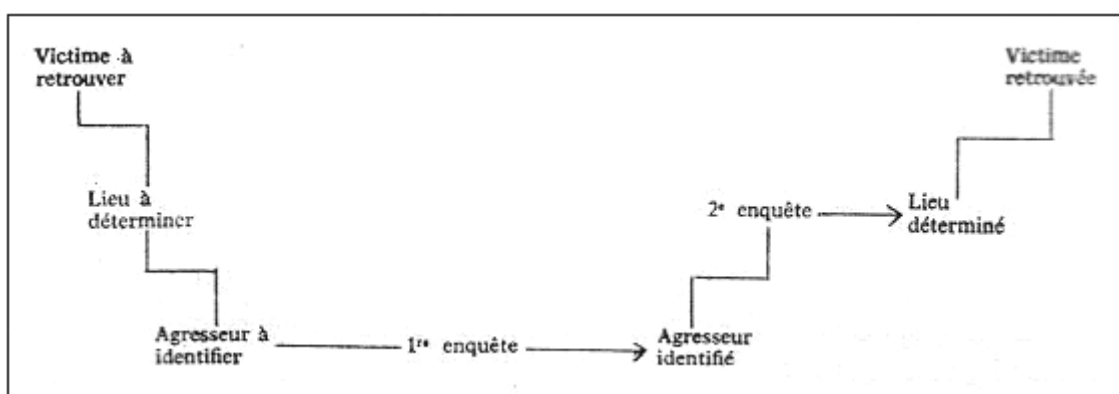 Victime à
retrouver
Victime
retrouvée
Lieu à
déterminer
2e enquête
Lieu
déterminé
Agresseur à
identifier
1re enquête
Agresseur
identifié